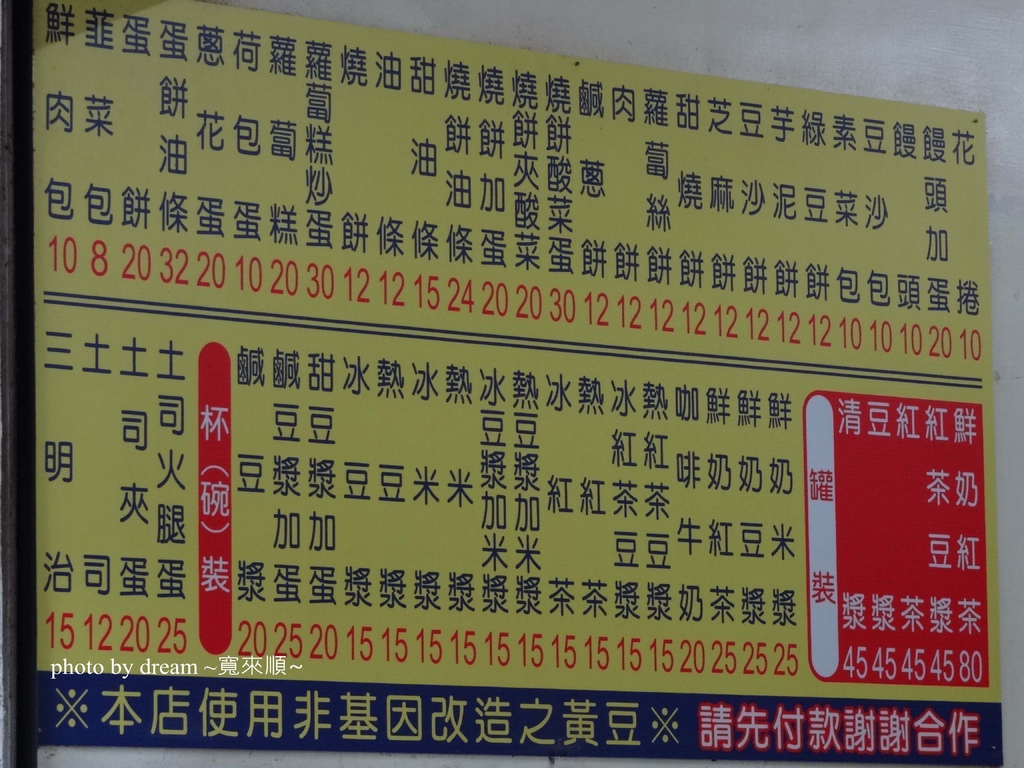 鮮肉包 10
韮菜包 8
蛋餅 20
蛋餅油條 32
蔥花蛋 20
荷包蛋 10
蘿蔔糕 20
蘿蔔糕炒蛋 30
燒餅 12
油條 12
甜油條 15
燒餅油條 24
燒餅加蛋 20
燒餅夾酸菜 20
燒餅酸菜蛋 30
鹹蔥餅 12
肉餅 12
蘿蔔絲餅 12
甜燒餅 12
芝麻餅 12
豆沙餅 12
芋泥餅 12
綠豆餅 12
素菜包 10
豆沙包 10
饅頭 10
饅頭加蛋 20
花捲 10
三明治 15
土司 12
土司夾蛋 20
土司火腿蛋 25
杯(碗)裝
鹹豆漿 20
鹹豆漿加蛋 25
甜豆漿加蛋 20
冰豆漿 15
熱豆漿 15
冰米漿 15
熱米漿 15
冰豆漿加米漿 15
熱豆漿加米漿 15
冰紅茶 15
熱紅茶 15
冰紅茶豆漿 15
熱紅茶豆漿 15
咖啡牛奶 20
鮮奶紅茶 25
鮮奶豆漿 25
鮮奶米漿 25
罐裝
清漿 45
豆漿 45
紅茶 45
紅茶豆漿 45
鮮奶紅茶 80
※本店使用非基因改造之黃豆※ 請先付款謝謝合作
photo by dream ~寬來順~